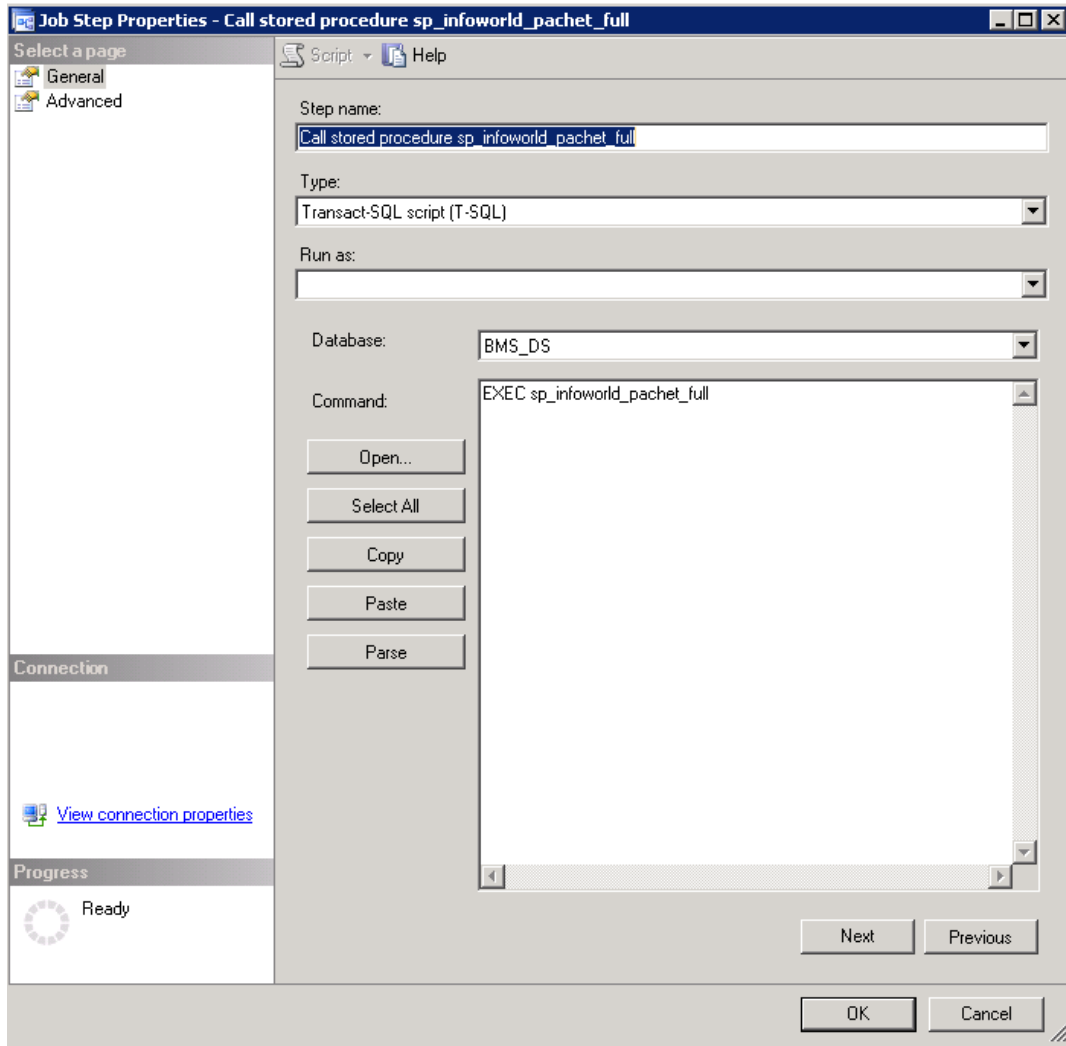 Job Step Properties - Call stored procedure sp_infoworld_pachet_full
Select a page
General
Advanced
Script
Help
Step name:
Call stored procedure sp_infoworld_pachet_full
Type:
Transact-SQL script (T-SQL)
Run as:
Database:
BMS_DS
Command:
EXEC sp_infoworld_pachet_full
Open...
Select All
Copy
Paste
Parse
Connection
View connection properties
Progress
Ready
Next
Previous
OK
Cancel